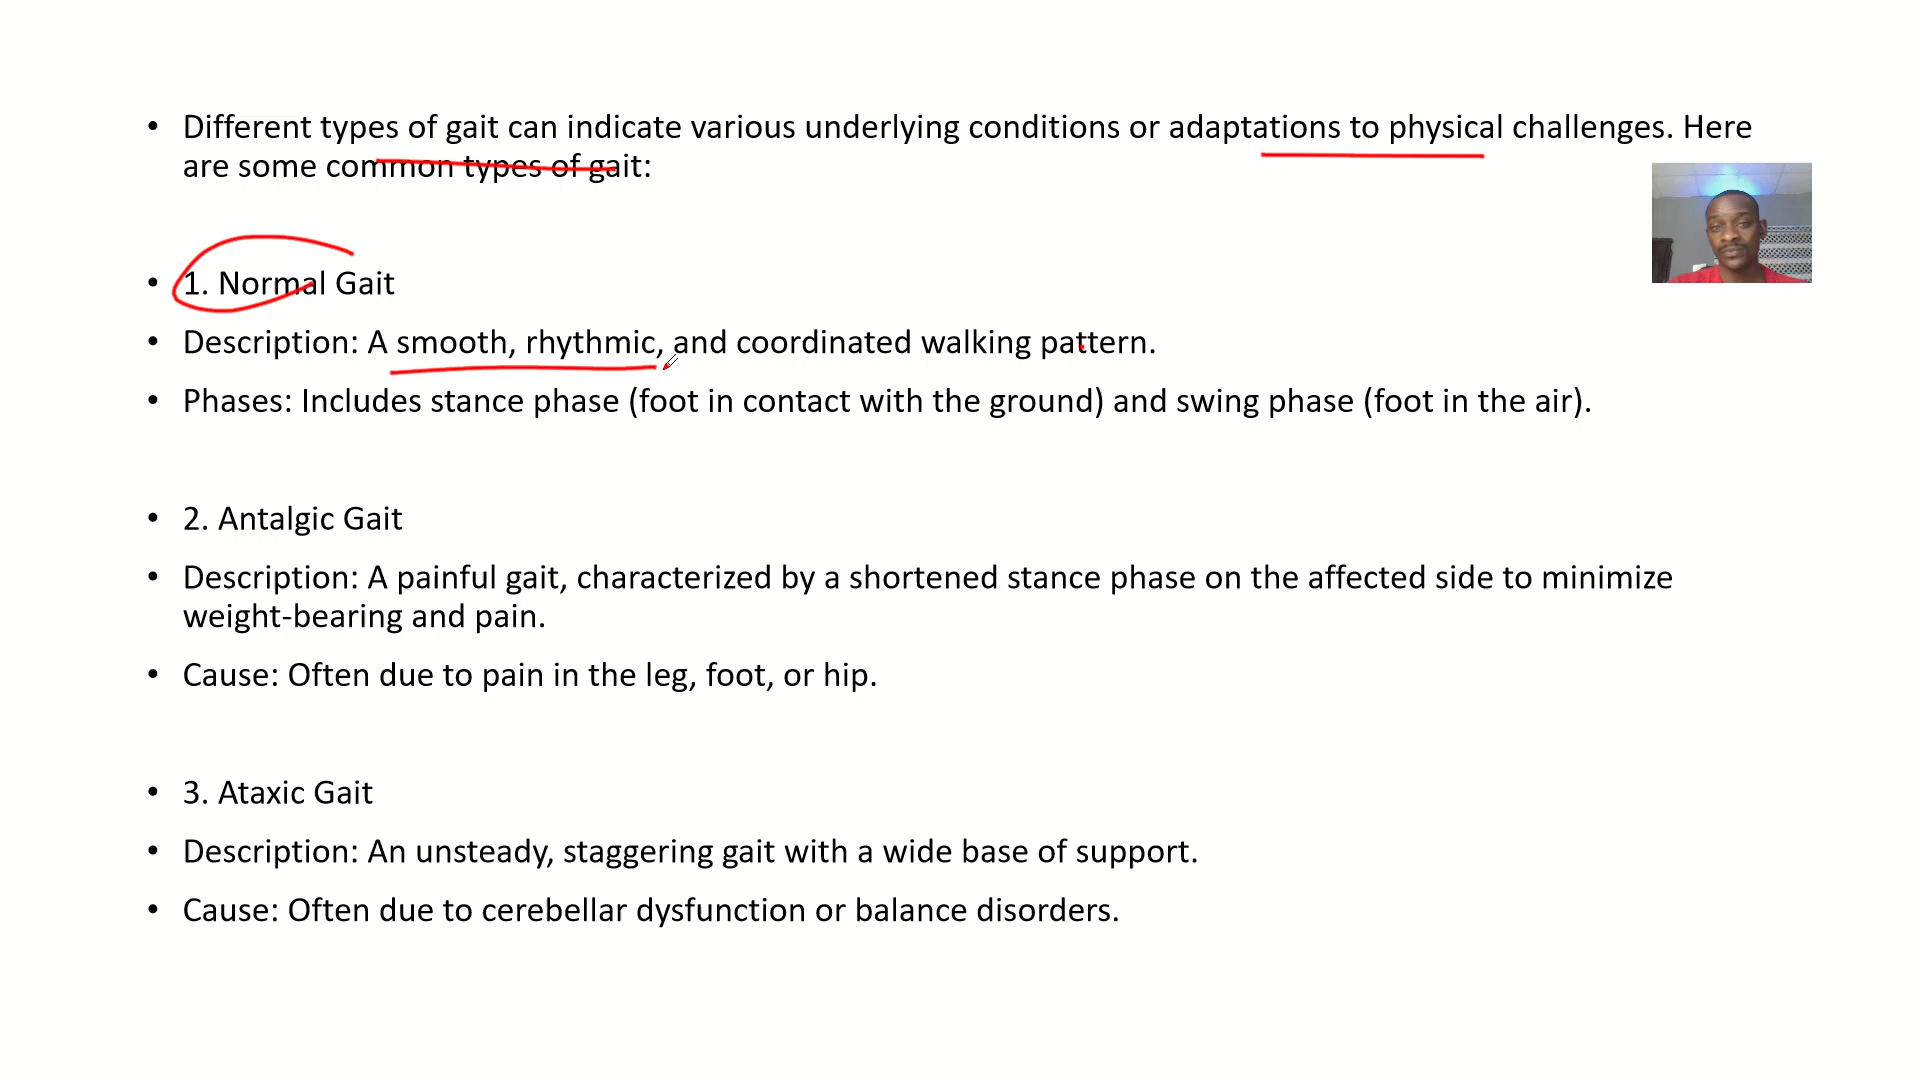 • Different types of gait can indicate various underlying conditions or adaptations to physical challenges. Here
are some common types of gait:
• 1. Normal Gait
• Description: A smooth, rhythmic, and coordinated walking pattern.
• Phases: Includes stance phase (foot in contact with the ground) and swing phase (foot in the air).
• 2. Antalgic Gait
• Description: A painful gait, characterized by a shortened stance phase on the affected side to minimize
weight-bearing and pain.
• Cause: Often due to pain in the leg, foot, or hip.
• 3. Ataxic Gait
• Description: An unsteady, staggering gait with a wide base of support.
• Cause: Often due to cerebellar dysfunction or balance disorders.